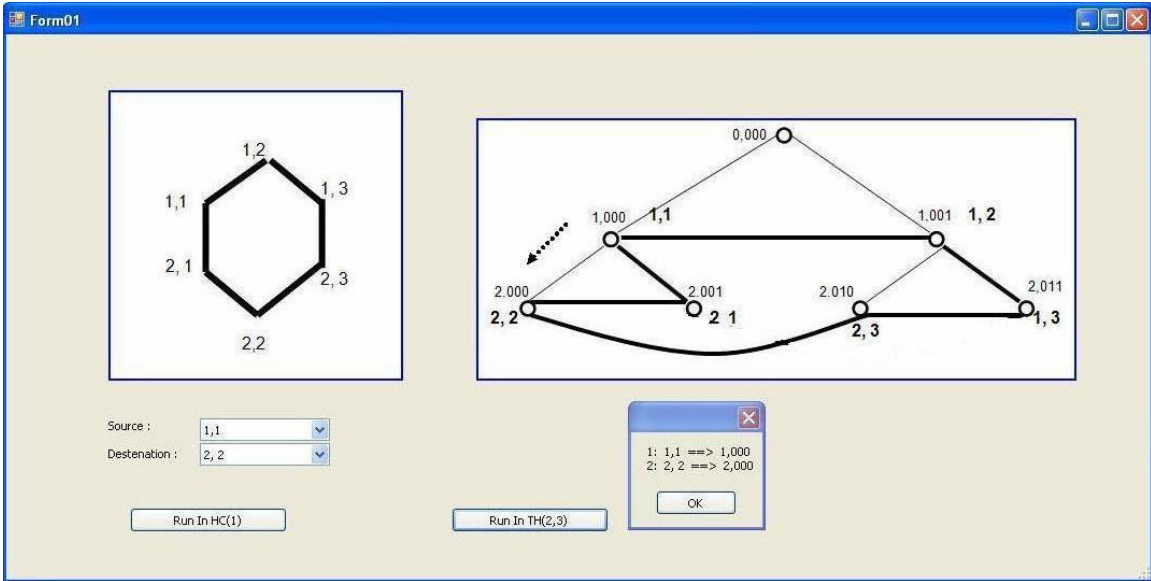 Form01
1,2
1,1
1, 3
2, 1
2, 3
2,2
0,000
1,000 1,1
1.001 1, 2
2.000
2, 2
2.001
2 1
2.010
2, 3
2,011
1, 3
Source :
1,1
Destenation :
2, 2
1: 1,1 ==> 1,000
2: 2, 2 ==> 2,000
OK
Run In HC(1)
Run In TH(2,3)